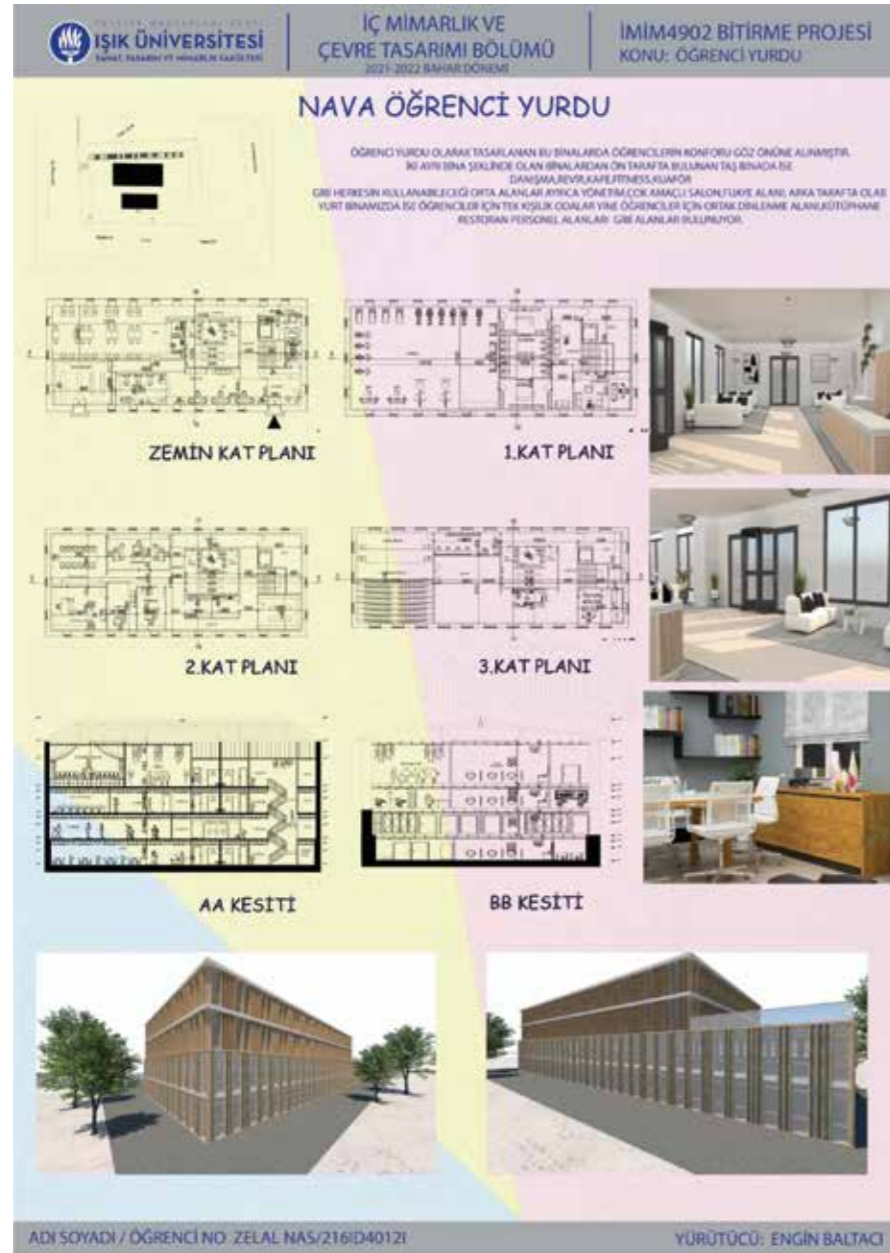 IŞIK ÜNİVERSİTESİ
SANAT, TASARIM VE MİMARLIK FAKÜLTESİ
İÇ MİMARLIK VE
ÇEVRE TASARIMI BÖLÜMÜ
2021-2022 BAHAR DÖNEMİ
İMİM4902 BİTİRME PROJESİ
KONU: ÖĞRENCİ YURDU
NAVA ÖĞRENCİ YURDU
ÖĞRENCİ YURDU OLARAK TASARLANAN BU BİNALARDA ÖĞRENCİLERİN KONFORU GÖZ ÖNÜNE ALINMIŞTIR.
İKİ AYRI BİNA ŞEKLİNDE OLAN BİNALARDAN ÖN TARAFTA BULUNAN TAŞ BİNADA İSE
DANIŞMA,REVİR,KAFE,FITNESS,KUAFÖR
GİBİ HERKESİN KULLANABİLECEĞİ ORTA ALANLAR AYRICA YÖNETİM,ÇOK AMAÇLI SALON,FUAYE ALANI; ARKA TARAFTA OLAR
YURT BİNAMIZDA İSE ÖĞRENCİLER İÇİN TEK KİŞİLİK ODALAR YİNE ÖĞRENCİLER İÇİN ORTAK DİNLENME ALANI,KÜTÜPHANE
RESTORAN PERSONEL ALANLARI GİBİ ALANLAR BULUNUYOR.
ZEMİN KAT PLANI
1.KAT PLANI
2.KAT PLANI
3.KAT PLANI
AA KESİTİ
BB KESİTİ
ADI SOYADI / ÖĞRENCİ NO ZELAL NAS/216ID4012I
YÜRÜTÜCÜ: ENGİN BALTACI